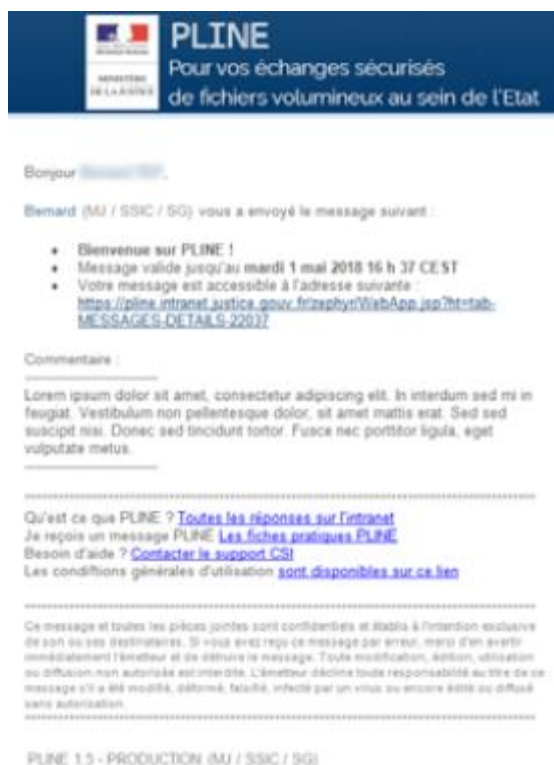 PLINE
Pour vos échanges sécurisés
MINISTÈRE
DE LA JUSTICE
de fichiers volumineux au sein de l'Etat
Bonjour
Bernard (MJ / SSIC / SG) vous a envoyé le message suivant :
• Bienvenue sur PLINE !
• Message valide jusqu'au mardi 1 mai 2018 16 h 37 CEST
• Votre message est accessible à l'adresse suivante :
https://pline.intranet.justice.gouv.fr/zephyr/WebApp.jsp?ht=tab-
MESSAGES-DETAILS-22037
Commentaire :
Lorem ipsum dolor sit amet, consectetur adipiscing elit. In interdum sed mi in
feugiat. Vestibulum non pellentesque dolor, sit amet mattis erat. Sed sed
suscipit nisi. Donec sed tincidunt tortor. Fusce nec porttitor ligula, eget
vulputate metus.
Qu'est ce que PLINE ? Toutes les réponses sur l'intranet
Je reçois un message PLINE Les fiches pratiques PLINE
Besoin d'aide ? Contacter le support CSI
Les conditions générales d'utilisation sont disponibles sur ce lien
Ce message et toutes les pièces jointes sont confidentiels et établis à l'intention exclusive
de son ou ses destinataires. Si vous avez reçu ce message par erreur, merci d'en avertir
immédiatement l'émetteur et de détruire le message. Toute modification, édition, utilisation
ou diffusion non autorisée est interdite. L'émetteur décline toute responsabilité au titre de ce
message s'il a été modifié, déformé, falsifié, infecté par un virus ou encore édité ou diffusé
sans autorisation.
PLINE 1.5 - PRODUCTION (MJ / SSIC / SG)